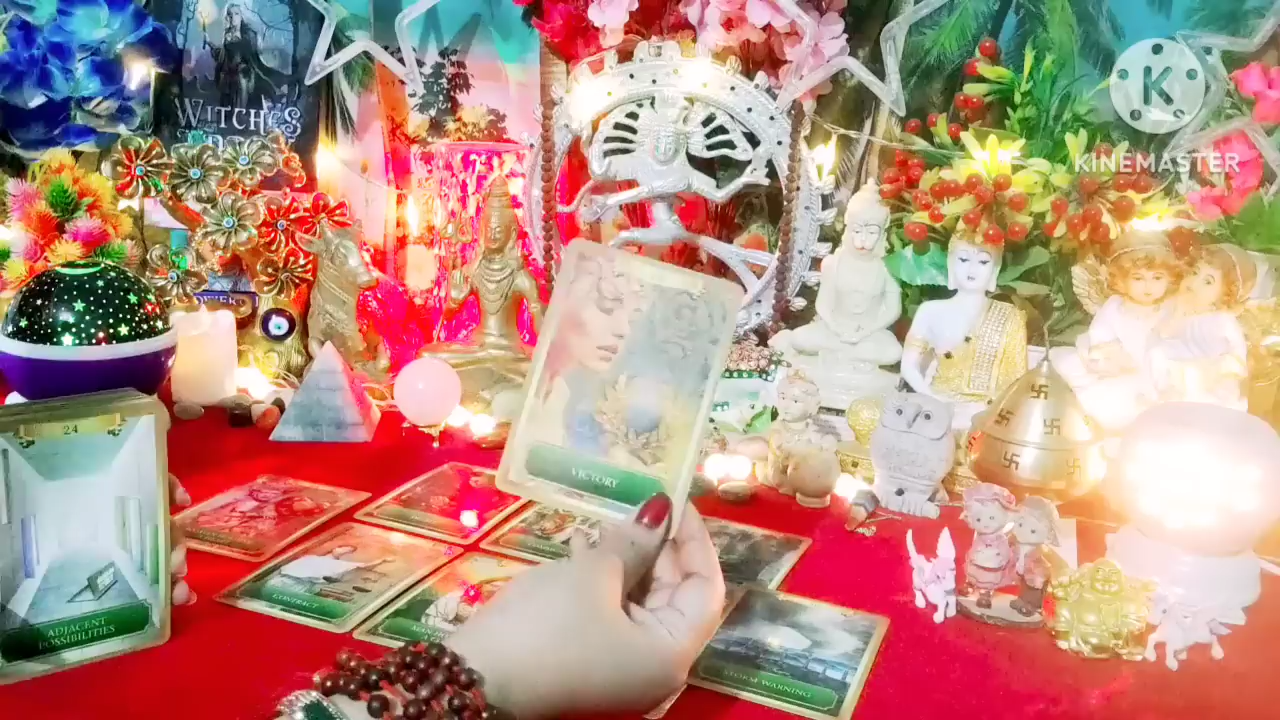 WITCHES
K
KINEMASTER
24
ADJACENT
POSSIBILITIES
VICTORY
CONTRACT
STORM WARNING